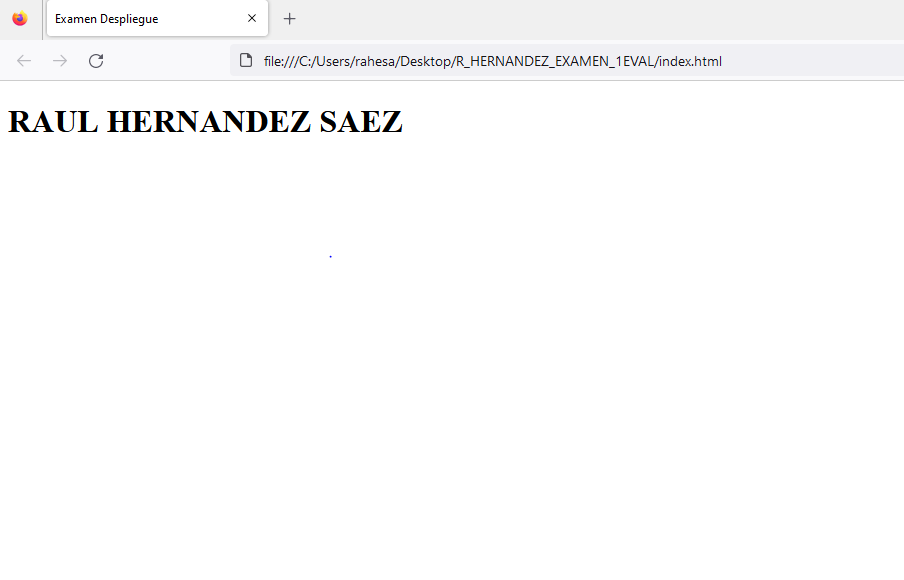 Examen Despliegue
file:///C:/Users/rahesa/Desktop/R_HERNANDEZ_EXAMEN_1EVAL/index.html
RAUL HERNANDEZ SAEZ